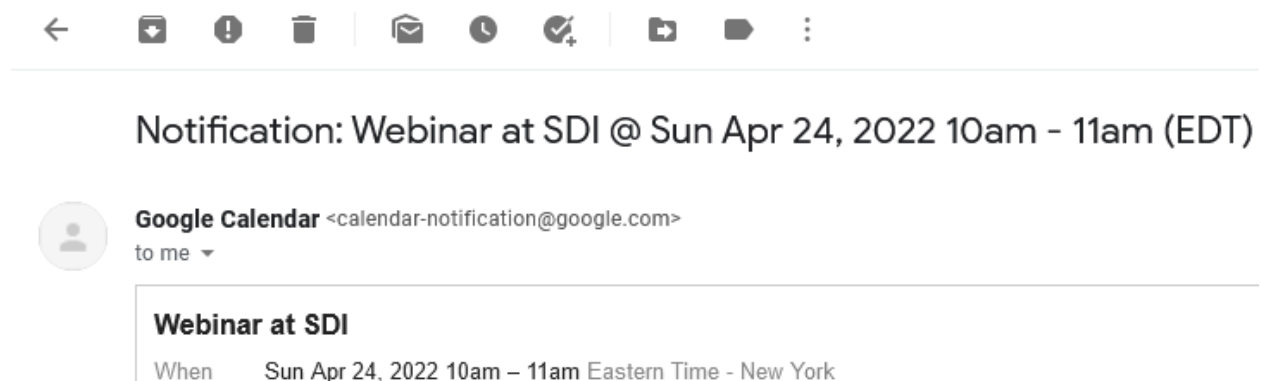 Notification: Webinar at SDI @ Sun Apr 24, 2022 10am - 11am (EDT)
Google Calendar <calendar-notification@google.com>
to me
Webinar at SDI
When Sun Apr 24, 2022 10am – 11am Eastern Time - New York